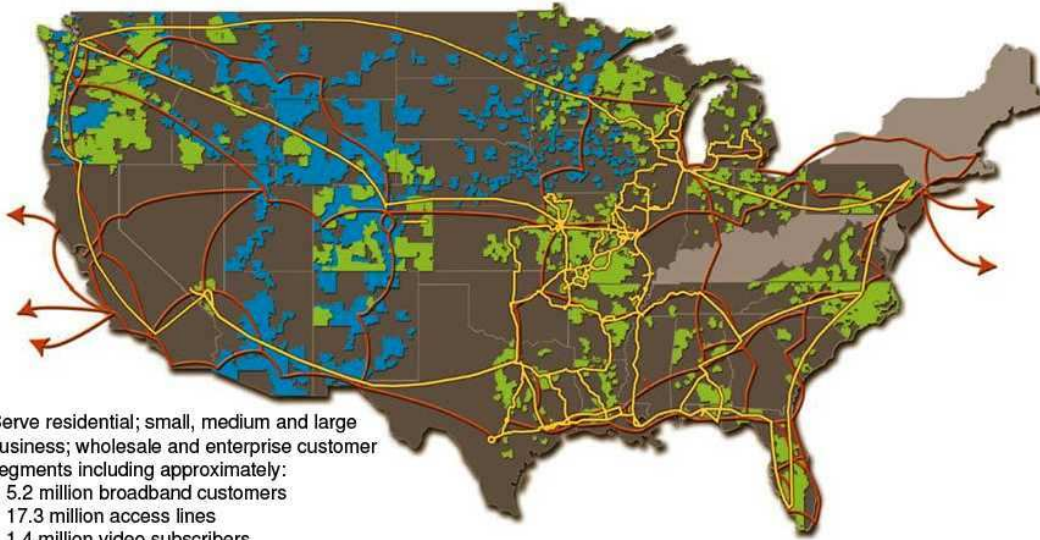 erve residential; small, medium and large
usiness; wholesale and enterprise customer
egments including approximately:
5.2 million broadband customers
17.3 million access lines
1.4 million video subscribers